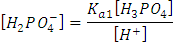 [H2PO4−] = Ka1[H3PO4] / [H+]